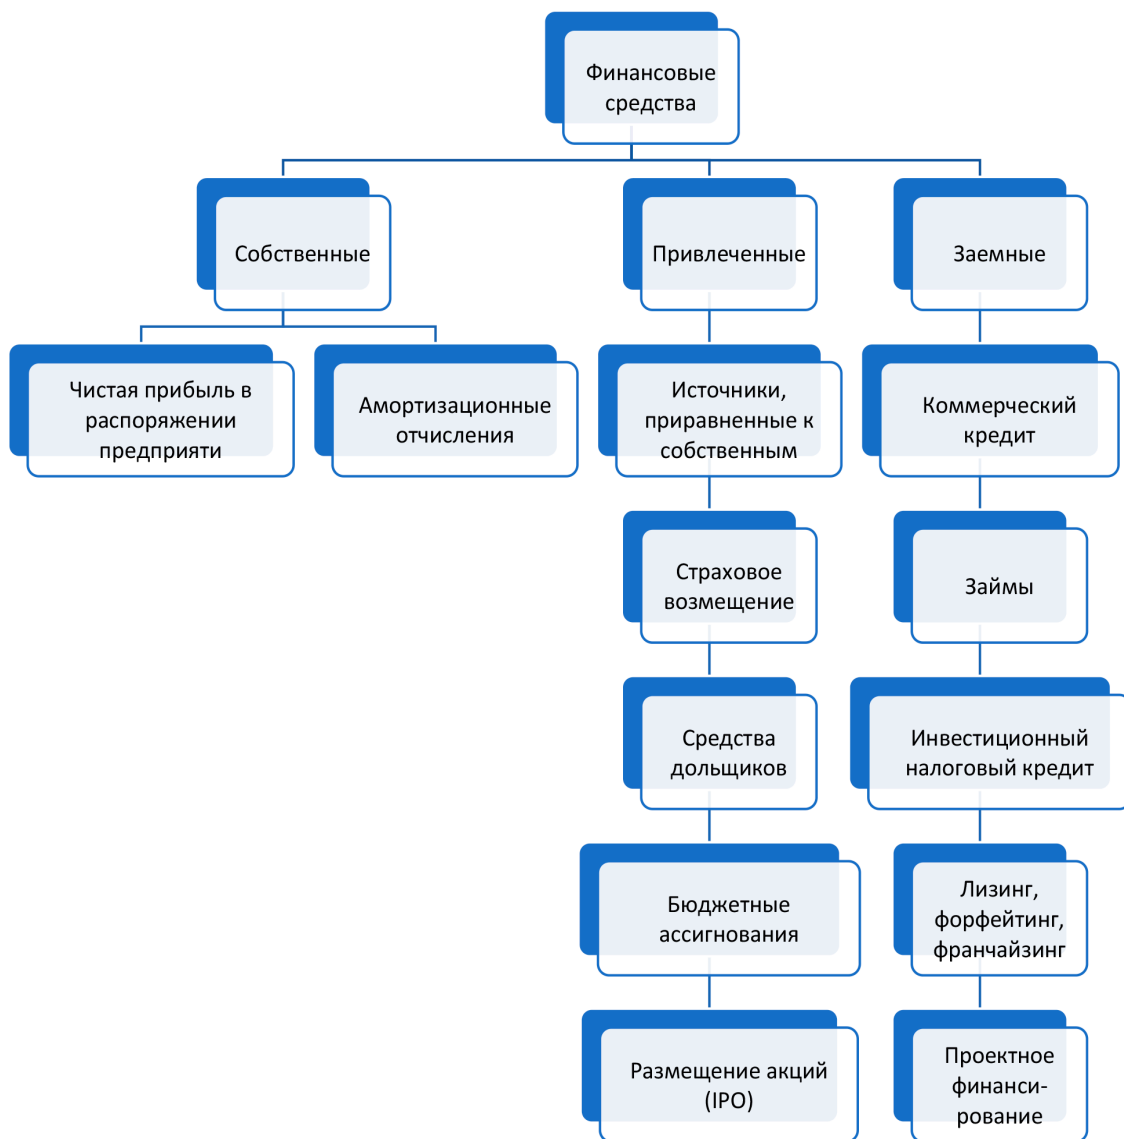 Финансовые
средства
Собственные
Привлеченные
Заемные
Чистая прибыль в
распоряжении
предприяти
Амортизационные
отчисления
Источники,
приравненные к
собственным
Коммерческий
кредит
Страховое
возмещение
Займы
Средства
дольщиков
Инвестиционный
налоговый кредит
Бюджетные
ассигнования
Лизинг,
форфейтинг,
франчайзинг
Размещение акций
(IPO)
Проектное
финанси-
рование